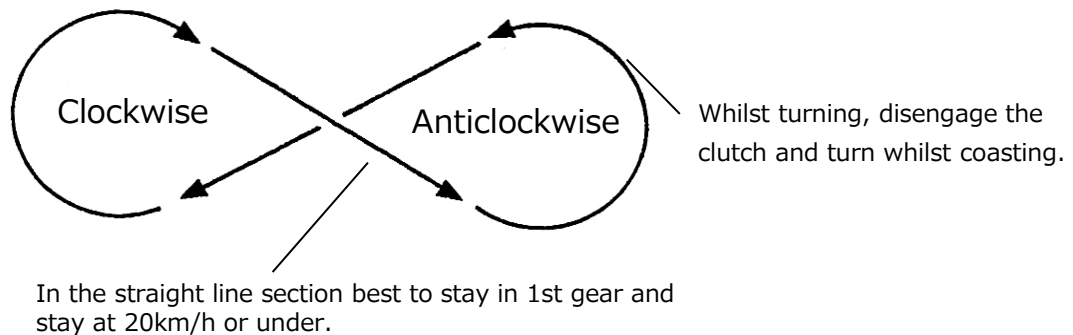 Clockwise
Anticlockwise
Whilst turning, disengage the
clutch and turn whilst coasting.
In the straight line section best to stay in 1st gear and
stay at 20km/h or under.